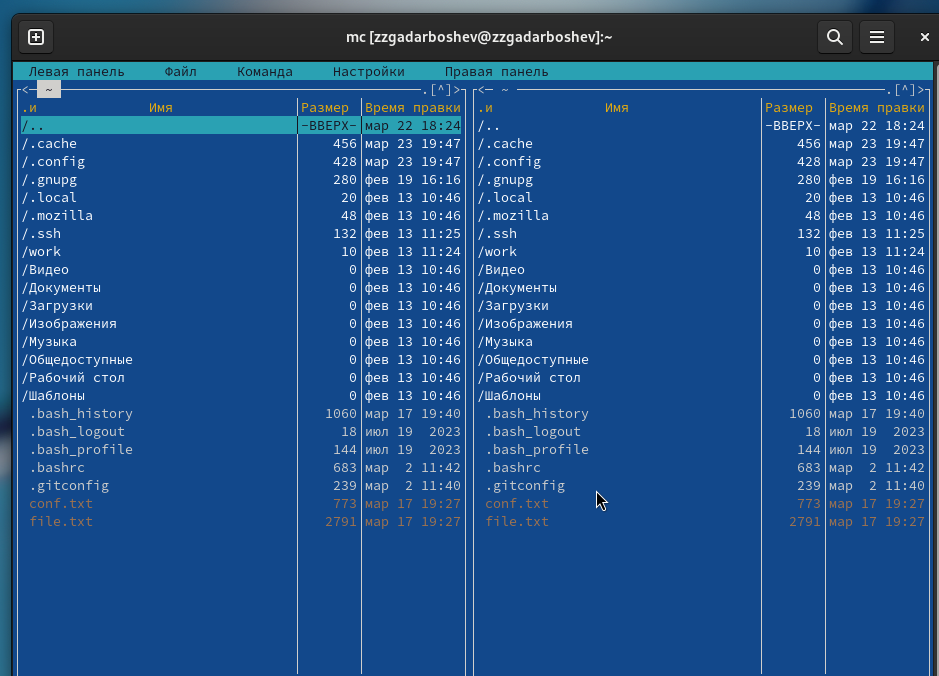 mc [zzgadarboshev@zzgadarboshev]:~
Левая панель Файл Команда Настройки Правая панель
<─ ~ .[^]> <─ ~ .[^]>
.и Имя Размер Время правки .и Имя Размер Время правки
/.. -ВВЕРХ- мар 22 18:24 /.. -ВВЕРХ- мар 22 18:24
/.cache 456 мар 23 19:47 /.cache 456 мар 23 19:47
/.config 428 мар 23 19:47 /.config 428 мар 23 19:47
/.gnupg 280 фев 19 16:16 /.gnupg 280 фев 19 16:16
/.local 20 фев 13 10:46 /.local 20 фев 13 10:46
/.mozilla 48 фев 13 10:46 /.mozilla 48 фев 13 10:46
/.ssh 132 фев 13 11:25 /.ssh 132 фев 13 11:25
/work 10 фев 13 11:24 /work 10 фев 13 11:24
/Видео 0 фев 13 10:46 /Видео 0 фев 13 10:46
/Документы 0 фев 13 10:46 /Документы 0 фев 13 10:46
/Загрузки 0 фев 13 10:46 /Загрузки 0 фев 13 10:46
/Изображения 0 фев 13 10:46 /Изображения 0 фев 13 10:46
/Музыка 0 фев 13 10:46 /Музыка 0 фев 13 10:46
/Общедоступные 0 фев 13 10:46 /Общедоступные 0 фев 13 10:46
/Рабочий стол 0 фев 13 10:46 /Рабочий стол 0 фев 13 10:46
/Шаблоны 0 фев 13 10:46 /Шаблоны 0 фев 13 10:46
.bash_history 1060 мар 17 19:40 .bash_history 1060 мар 17 19:40
.bash_logout 18 июл 19 2023 .bash_logout 18 июл 19 2023
.bash_profile 144 июл 19 2023 .bash_profile 144 июл 19 2023
.bashrc 683 мар 2 11:42 .bashrc 683 мар 2 11:42
.gitconfig 239 мар 2 11:40 .gitconfig 239 мар 2 11:40
conf.txt 773 мар 17 19:27 conf.txt 773 мар 17 19:27
file.txt 2791 мар 17 19:27 file.txt 2791 мар 17 19:27